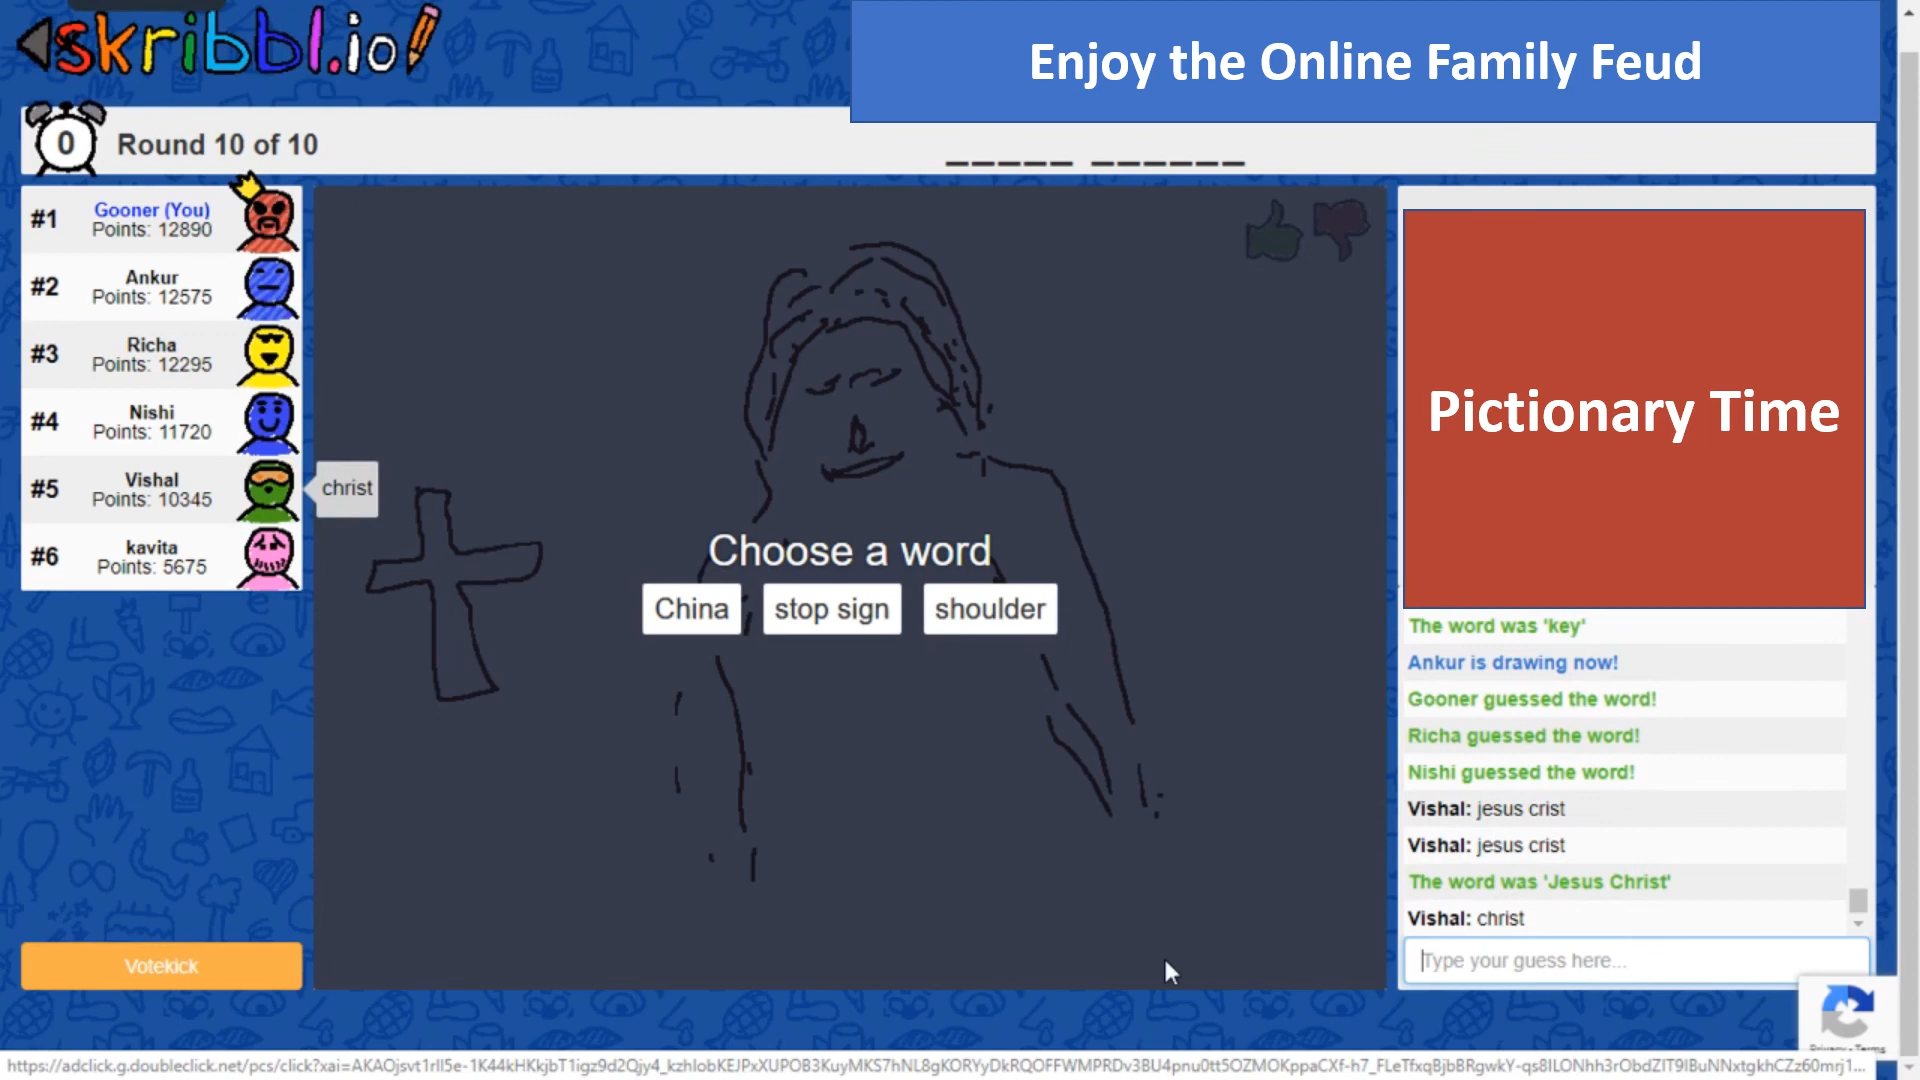 skribbl.io
Enjoy the Online Family Feud
0
Round 10 of 10
_____ ______
#1
Gooner (You)
Points: 12890
#2
Ankur
Points: 12575
#3
Richa
Points: 12295
#4
Nishi
Points: 11720
#5
Vishal
Points: 10345
christ
#6
kavita
Points: 5675
Choose a word
China
stop sign
shoulder
Pictionary Time
The word was 'key'
Ankur is drawing now!
Gooner guessed the word!
Richa guessed the word!
Nishi guessed the word!
Vishal: jesus crist
Vishal: jesus crist
The word was 'Jesus Christ'
Vishal: christ
Type your guess here...
Votekick
Privacy - Terms